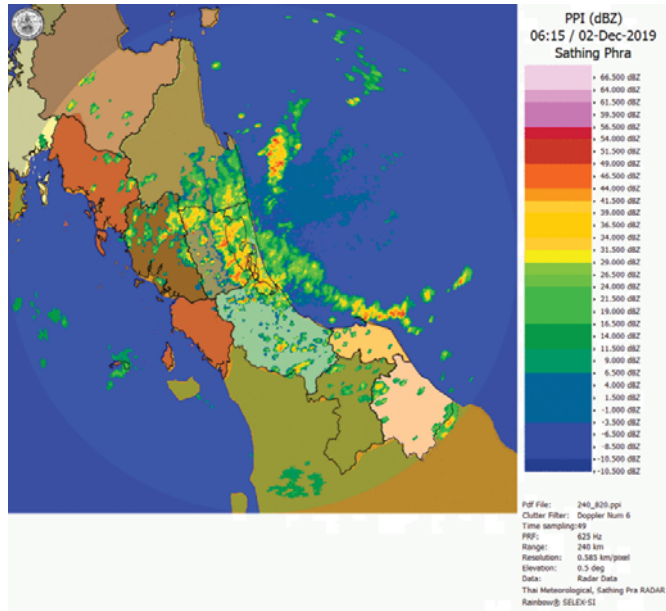 PPI (dBZ)
06:15 / 02-Dec-2019
Sathing Phra
66.500 dBZ
64.000 dBZ
61.500 dBZ
59.500 dBZ
56.500 dBZ
54.000 dBZ
51.500 dBZ
49.000 dBZ
46.500 dBZ
44.000 dBZ
41.500 dBZ
39.000 dBZ
36.500 dBZ
34.000 dBZ
31.500 dBZ
29.000 dBZ
26.500 dBZ
24.000 dBZ
21.500 dBZ
19.000 dBZ
16.500 dBZ
14.000 dBZ
11.500 dBZ
9.000 dBZ
6.500 dBZ
4.000 dBZ
1.500 dBZ
-1.000 dBZ
-3.500 dBZ
-6.500 dBZ
-8.500 dBZ
-10.500 dBZ
-10.500 dBZ
Pdf File: 240_820.ppi
Clutter Filter: Doppler Num 6
Time sampling:49
PRF: 625 Hz
Range: 240 km
Resolution: 0.585 km/pixel
Elevation: 0.5 deg
Data: Radar Data
Thai Meteorological, Sathing Pra RADAR
Rainbow® SELEX-SI